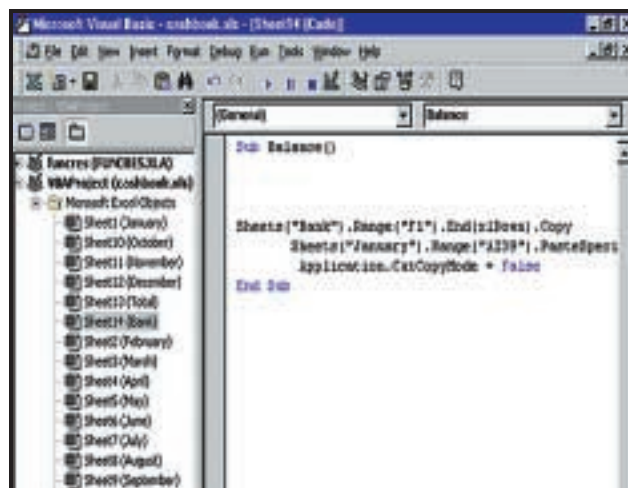 Microsoft Visual Basic - cashbook.xls - [Sheet14 (Code)]
File Edit View Insert Format Debug Run Tools Window Help
(General) Balance
funcres (FUNCRES.XLA)
VBAProject (cashbook.xls)
Microsoft Excel Objects
Sheet1 (January)
Sheet10 (October)
Sheet11 (November)
Sheet12 (December)
Sheet13 (Total)
Sheet14 (Bank)
Sheet2 (February)
Sheet3 (March)
Sheet4 (April)
Sheet5 (May)
Sheet6 (June)
Sheet7 (July)
Sheet8 (August)
Sheet9 (September)
Sub Balance()
Sheets("Bank").Range("F1").End(xlDown).Copy
Sheets("January").Range("A239").PasteSpeci
Application.CutCopyMode = False
End Sub